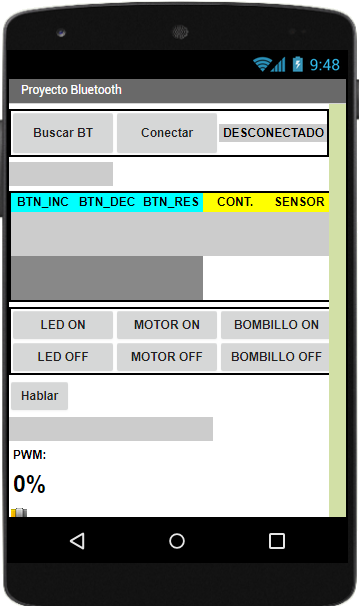 9:48
Proyecto Bluetooth
Buscar BT Conectar DESCONECTADO
BTN_INC BTN_DEC BTN_RES CONT. SENSOR
LED ON MOTOR ON BOMBILLO ON
LED OFF MOTOR OFF BOMBILLO OFF
Hablar
PWM:
0%